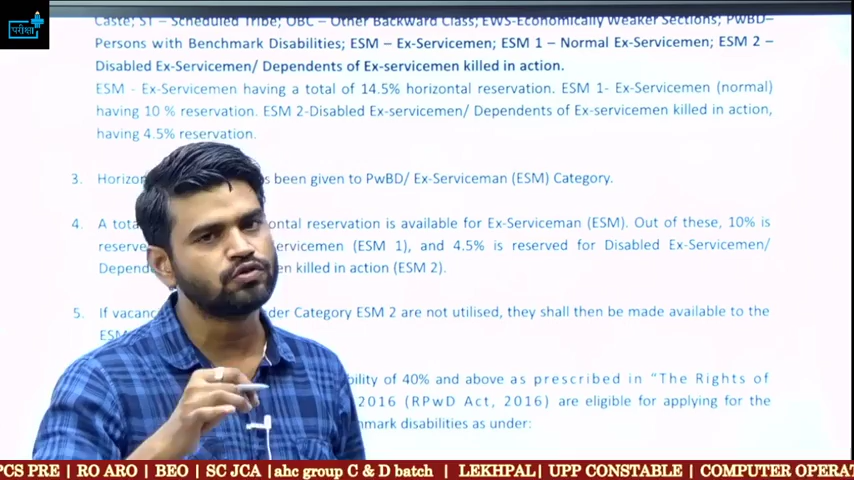 परीक्षा
Caste; ST – Scheduled Tribe; OBC – Other Backward Class; EWS-Economically Weaker Sections; PwBD–
Persons with Benchmark Disabilities; ESM – Ex-Servicemen; ESM 1 – Normal Ex-Servicemen; ESM 2 –
Disabled Ex-Servicemen/ Dependents of Ex-servicemen killed in action.
ESM - Ex-Servicemen having a total of 14.5% horizontal reservation. ESM 1- Ex-Servicemen (normal)
having 10 % reservation. ESM 2-Disabled Ex-servicemen/ Dependents of Ex-servicemen killed in action,
having 4.5% reservation.
3. Horizon s been given to PwBD/ Ex-Serviceman (ESM) Category.
4. A tota ontal reservation is available for Ex-Serviceman (ESM). Out of these, 10% is
reserve ervicemen (ESM 1), and 4.5% is reserved for Disabled Ex-Servicemen/
Depend en killed in action (ESM 2).
5. If vacanc der Category ESM 2 are not utilised, they shall then be made available to the
ESM
bility of 40% and above as prescribed in “The Rights of
2016 (RPwD Act, 2016) are eligible for applying for the
hmark disabilities as under:
PCS PRE | RO ARO | BEO | SC JCA |ahc group C & D batch | LEKHPAL| UPP CONSTABLE | COMPUTER OPERAT